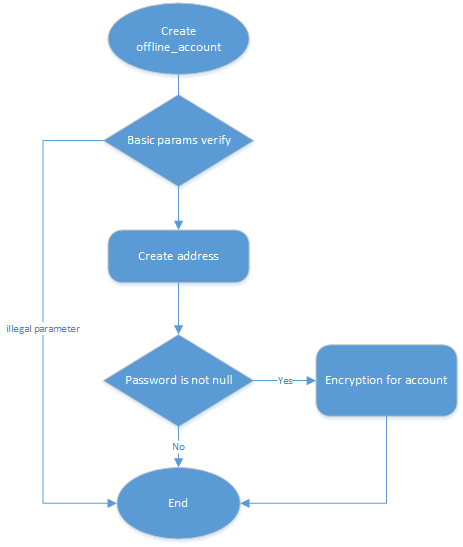 Create
offline_account
Basic params verify
Create address
illegal parameter
Password is not null
Yes
Encryption for account
No
End